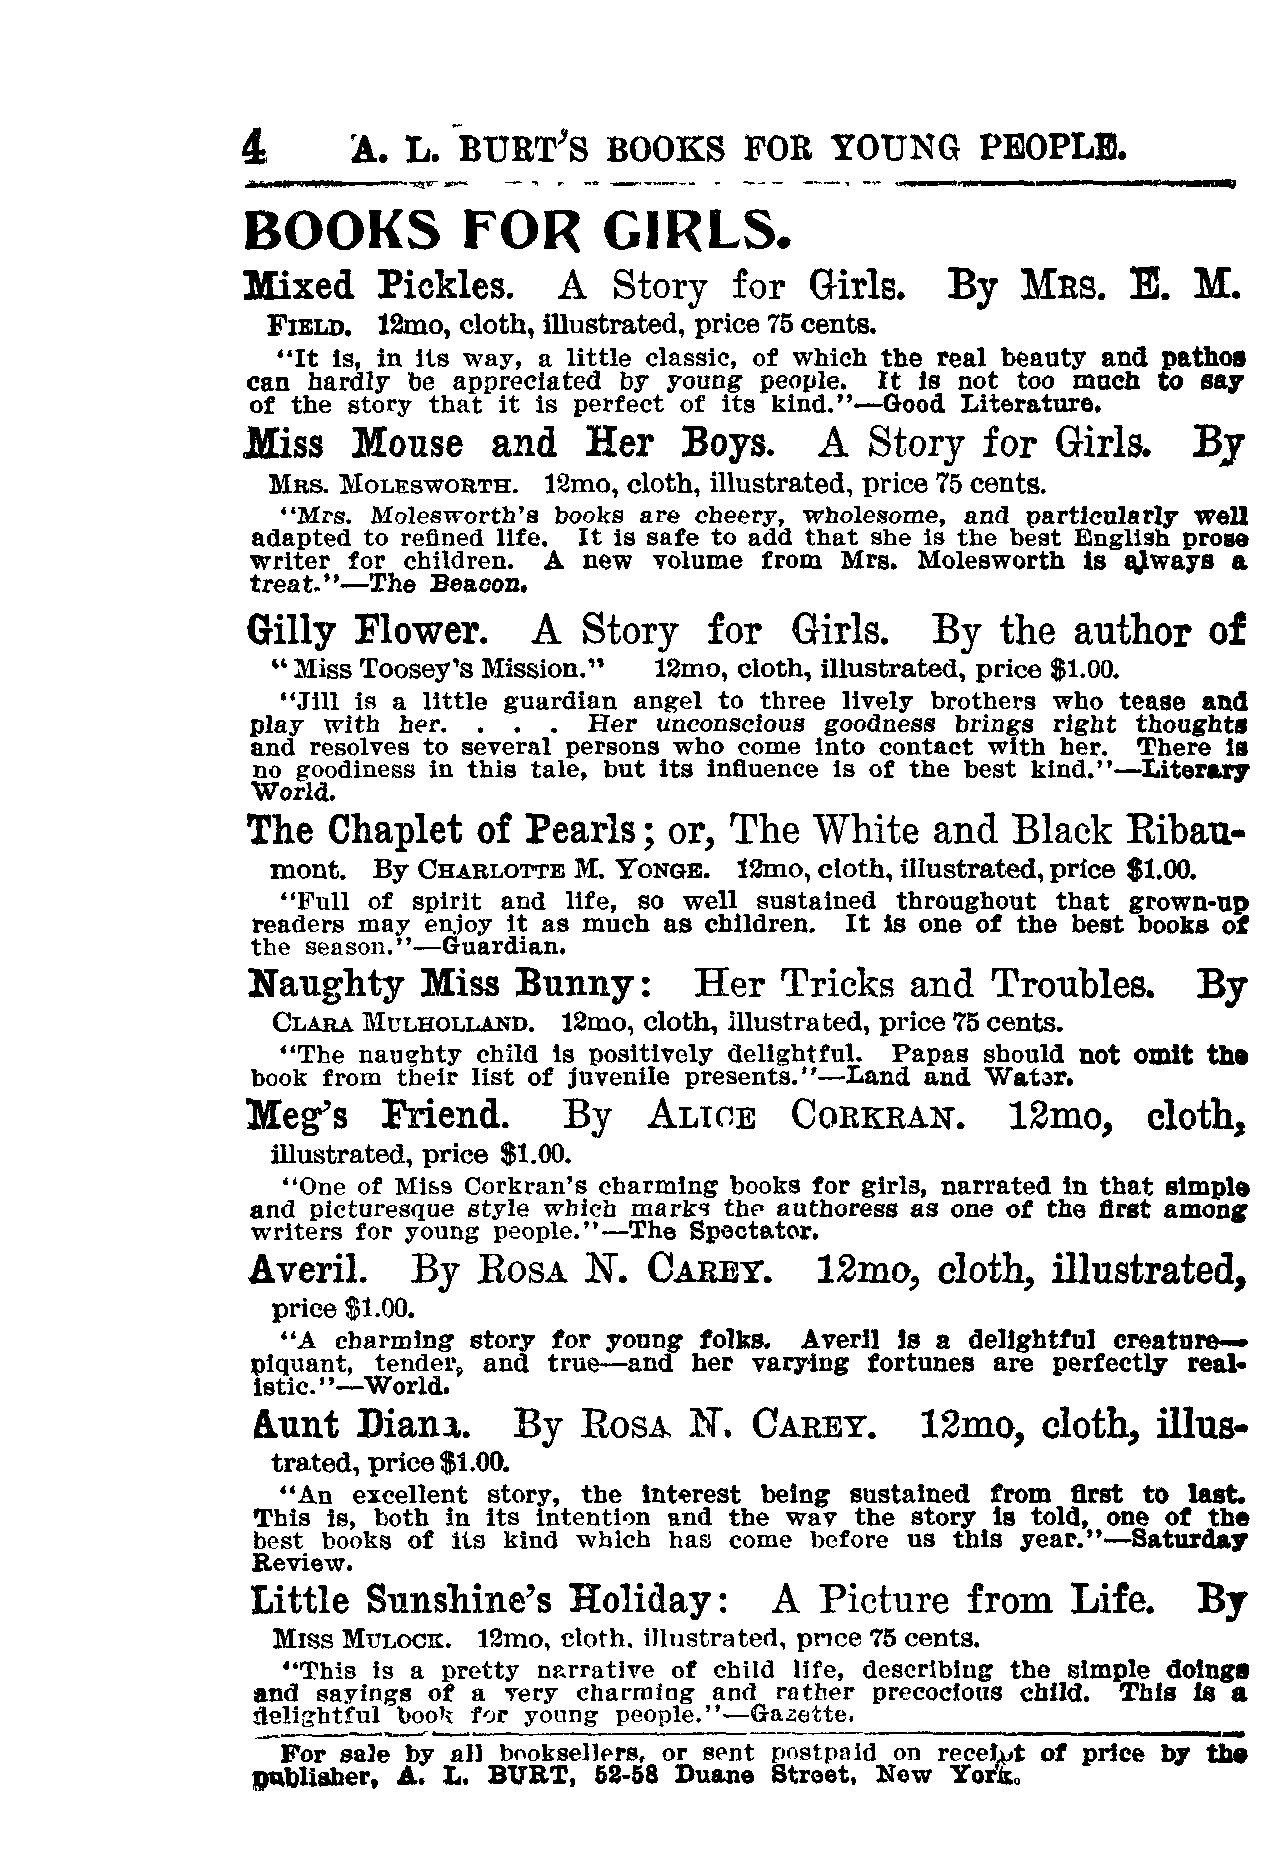 4 A. L. BURT'S BOOKS FOR YOUNG PEOPLE.
BOOKS FOR GIRLS.
Mixed Pickles. A Story for Girls. By MRS. E. M.
FIELD. 12mo, cloth, illustrated, price 75 cents.
"It is, in its way, a little classic, of which the real beauty and pathos
can hardly be appreciated by young people. It is not too much to say
of the story that it is perfect of its kind."—Good Literature.
Miss Mouse and Her Boys. A Story for Girls. By
MRS. MOLESWORTH. 12mo, cloth, illustrated, price 75 cents.
"Mrs. Molesworth's books are cheery, wholesome, and particularly well
adapted to refined life. It is safe to add that she is the best English prose
writer for children. A new volume from Mrs. Molesworth is always a
treat."—The Beacon.
Gilly Flower. A Story for Girls. By the author of
"Miss Toosey's Mission." 12mo, cloth, illustrated, price $1.00.
"Jill is a little guardian angel to three lively brothers who tease and
play with her. . . . Her unconscious goodness brings right thoughts
and resolves to several persons who come into contact with her. There is
no goodiness in this tale, but its influence is of the best kind."—Literary
World.
The Chaplet of Pearls; or, The White and Black Ribau-
mont. By CHARLOTTE M. YONGE. 12mo, cloth, illustrated, price $1.00.
"Full of spirit and life, so well sustained throughout that grown-up
readers may enjoy it as much as children. It is one of the best books of
the season."—Guardian.
Naughty Miss Bunny: Her Tricks and Troubles. By
CLARA MULHOLLAND. 12mo, cloth, illustrated, price 75 cents.
"The naughty child is positively delightful. Papas should not omit the
book from their list of juvenile presents."—Land and Water.
Meg's Friend. By ALICE CORKRAN. 12mo, cloth,
illustrated, price $1.00.
"One of Miss Corkran's charming books for girls, narrated in that simple
and picturesque style which marks the authoress as one of the first among
writers for young people."—The Spectator.
Averil. By ROSA N. CAREY. 12mo, cloth, illustrated,
price $1.00.
"A charming story for young folks. Averil is a delightful creature—
piquant, tender, and true—and her varying fortunes are perfectly real-
istic."—World.
Aunt Diana. By ROSA N. CAREY. 12mo, cloth, illus-
trated, price $1.00.
"An excellent story, the interest being sustained from first to last.
This is, both in its intention and the way the story is told, one of the
best books of its kind which has come before us this year."—Saturday
Review.
Little Sunshine's Holiday: A Picture from Life. By
MISS MULOCK. 12mo, cloth, illustrated, price 75 cents.
"This is a pretty narrative of child life, describing the simple doings
and sayings of a very charming and rather precocious child. This is a
delightful book for young people."—Gazette.
For sale by all booksellers, or sent postpaid on receipt of price by the
publisher, A. L. BURT, 52-58 Duane Street, New York.